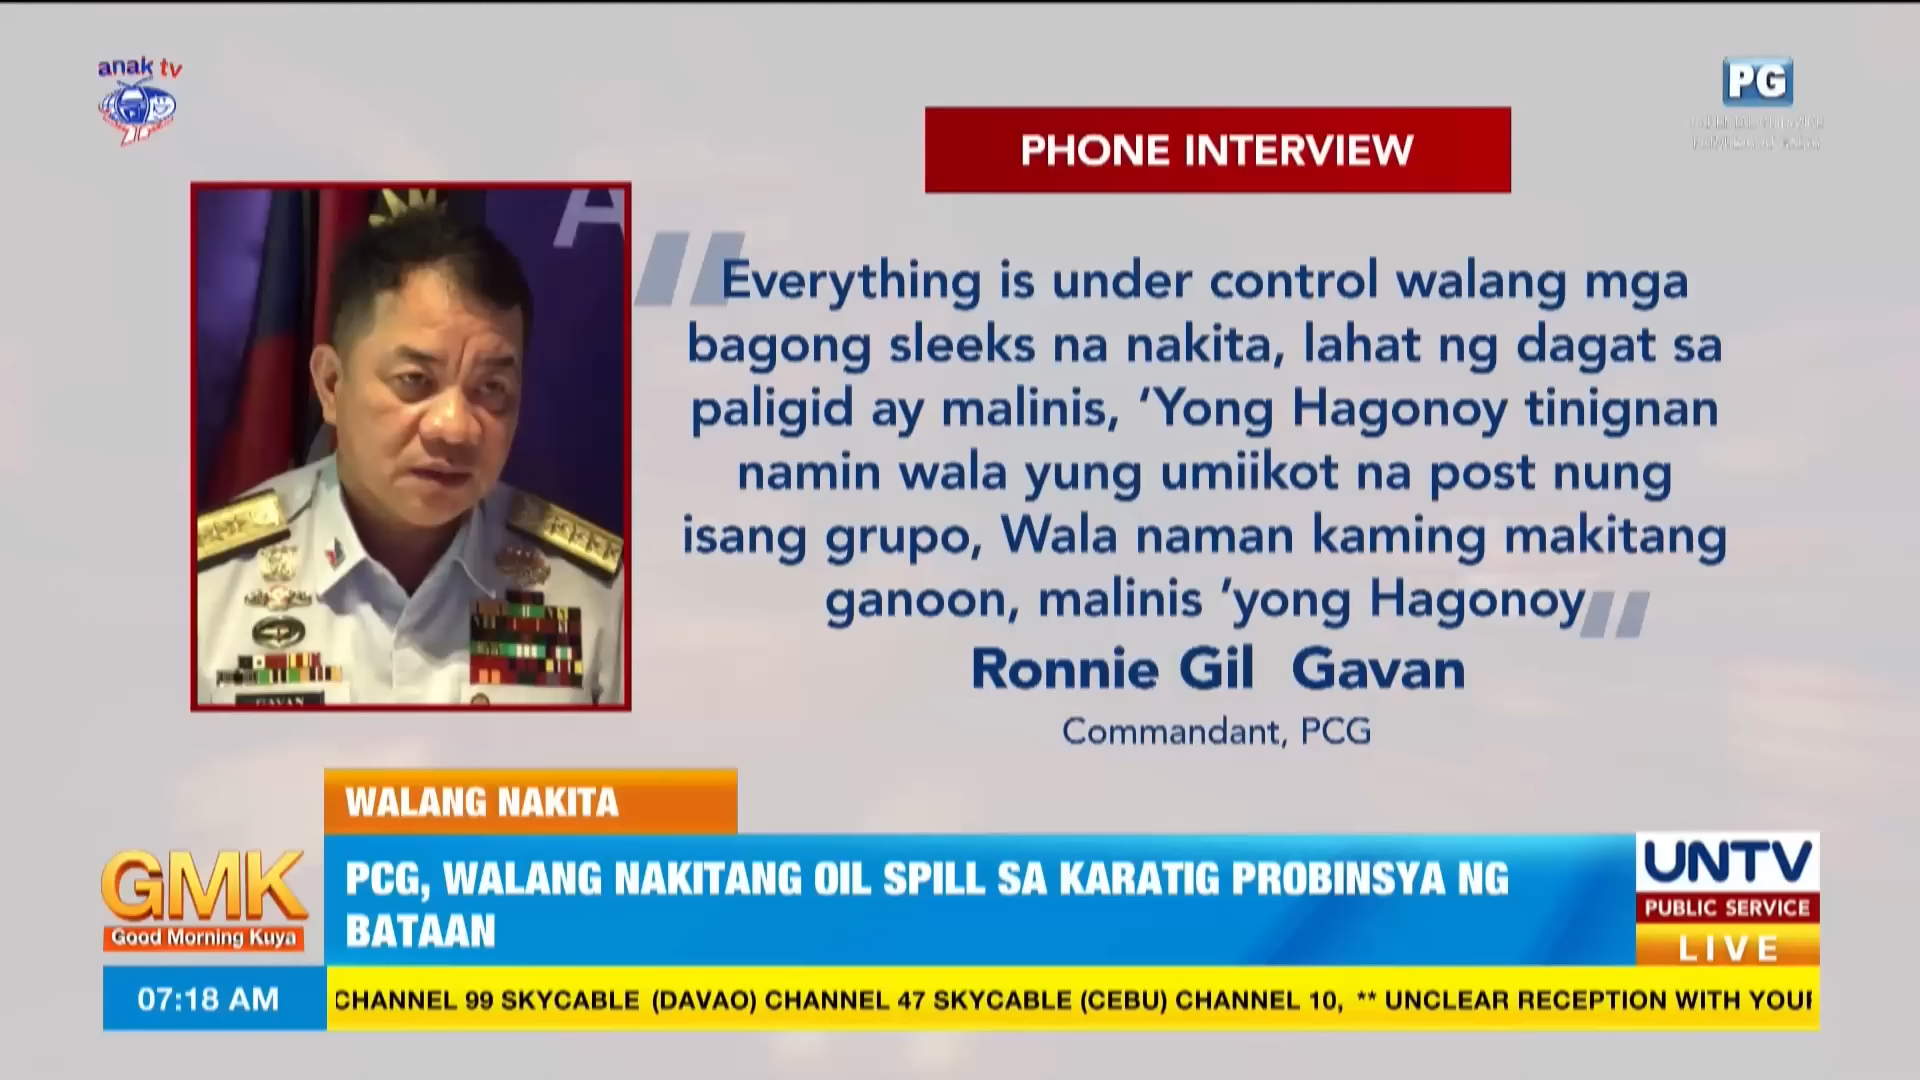 anak tv
PG
PHONE INTERVIEW
A
Everything is under control walang mga
bagong sleeks na nakita, lahat ng dagat sa
paligid ay malinis, ‘Yong Hagonoy tinignan
namin wala yung umiikot na post nung
isang grupo, Wala naman kaming makitang
ganoon, malinis ‘yong Hagonoy
Ronnie Gil Gavan
Commandant, PCG
GAVAN
WALANG NAKITA
PCG, WALANG NAKITANG OIL SPILL SA KARATIG PROBINSYA NG
BATAAN
GMK
Good Morning Kuya
UNTV
PUBLIC SERVICE
LIVE
07:18 AM
CHANNEL 99 SKYCABLE (DAVAO) CHANNEL 47 SKYCABLE (CEBU) CHANNEL 10, ** UNCLEAR RECEPTION WITH YOUR